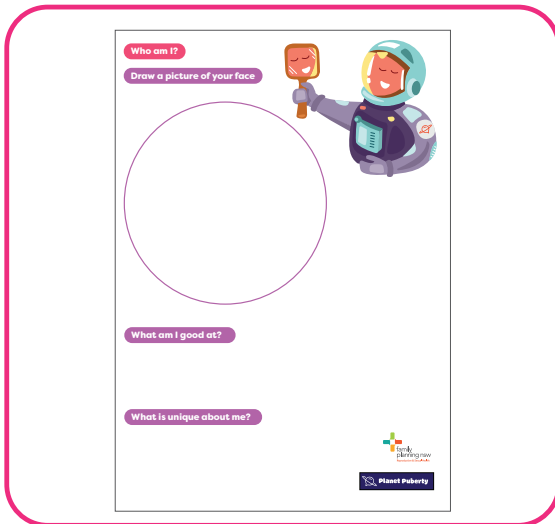 Who am I?
Draw a picture of your face
What am I good at?
What is unique about me?
family
planning nsw
Planet Puberty